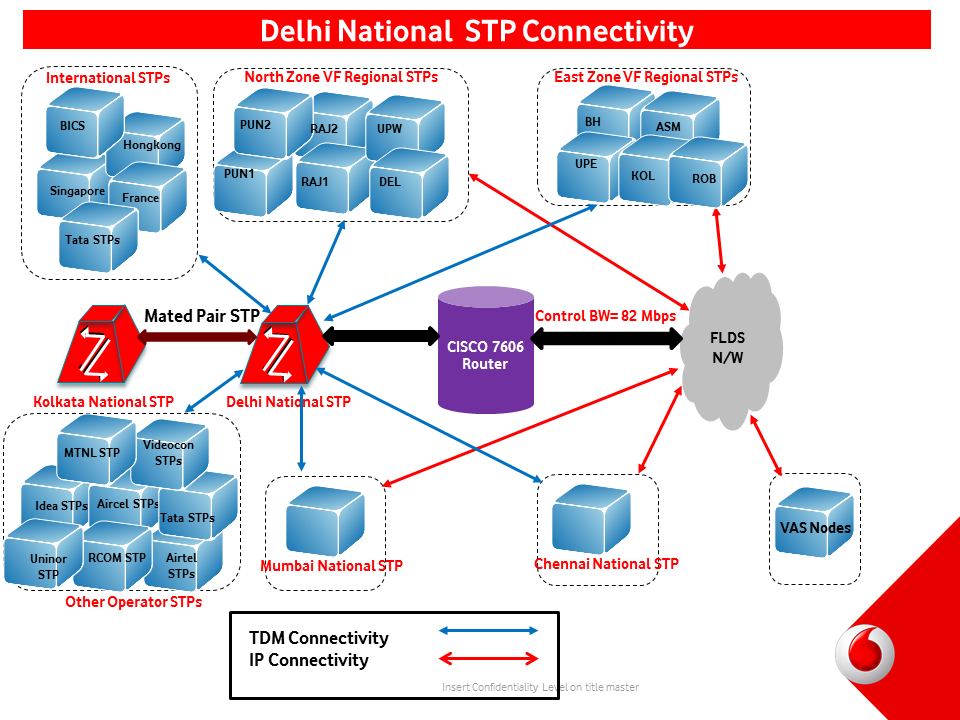 Delhi National  STP Connectivity
International STPs
North Zone VF Regional STPs
East Zone VF Regional STPs
BICS
Hongkong
Singapore
France
Tata STPs
PUN2
RAJ2
UPW
PUN1
RAJ1
DEL
BH
ASM
UPE
KOL
ROB
Mated Pair STP
CISCO 7606
Router
Control BW= 82 Mbps
FLDS
N/W
Kolkata National STP
Delhi National STP
MTNL STP
Videocon
STPs
Idea STPs
Aircel STPs
Tata STPs
Uninor
STP
RCOM STP
Airtel
STPs
Other Operator STPs
Mumbai National STP
Chennai National STP
VAS Nodes
TDM Connectivity
IP Connectivity
Insert Confidentiality Level on title master